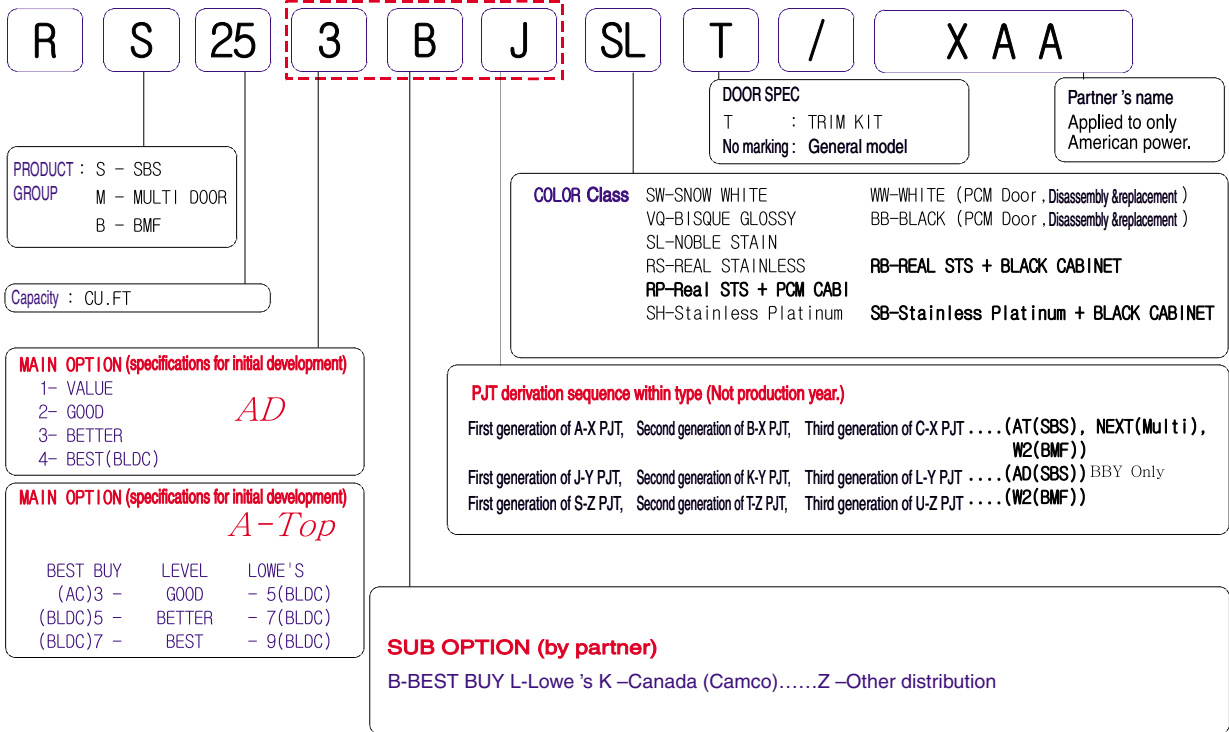 R S 25 3 B J SL T / X A A
DOOR SPEC
T : TRIM KIT
No marking : General model
Partner 's name
Applied to only
American power.
PRODUCT : S - SBS
GROUP M - MULTI DOOR
B - BMF
Capacity : CU.FT
COLOR Class SW-SNOW WHITE WW-WHITE (PCM Door , Disassembly &replacement )
VQ-BISQUE GLOSSY BB-BLACK (PCM Door , Disassembly &replacement )
SL-NOBLE STAIN
RS-REAL STAINLESS RB-REAL STS + BLACK CABINET
RP-Real STS + PCM CABI
SH-Stainless Platinum SB-Stainless Platinum + BLACK CABINET
MAIN OPTION (specifications for initial development)
1- VALUE
2- GOOD
3- BETTER
4- BEST(BLDC)
AD
PJT derivation sequence within type (Not production year.)
First generation of A-X PJT, Second generation of B-X PJT, Third generation of C-X PJT ....(AT(SBS), NEXT(Multi),
W2(BMF))
First generation of J-Y PJT, Second generation of K-Y PJT, Third generation of L-Y PJT ....(AD(SBS)) BBY Only
First generation of S-Z PJT, Second generation of T-Z PJT, Third generation of U-Z PJT ....(W2(BMF))
MAIN OPTION (specifications for initial development)
A-Top
BEST BUY LEVEL LOWE'S
(AC)3 - GOOD - 5(BLDC)
(BLDC)5 - BETTER - 7(BLDC)
(BLDC)7 - BEST - 9(BLDC)
SUB OPTION (by partner)
B-BEST BUY L-Lowe 's K –Canada (Camco)……Z –Other distribution